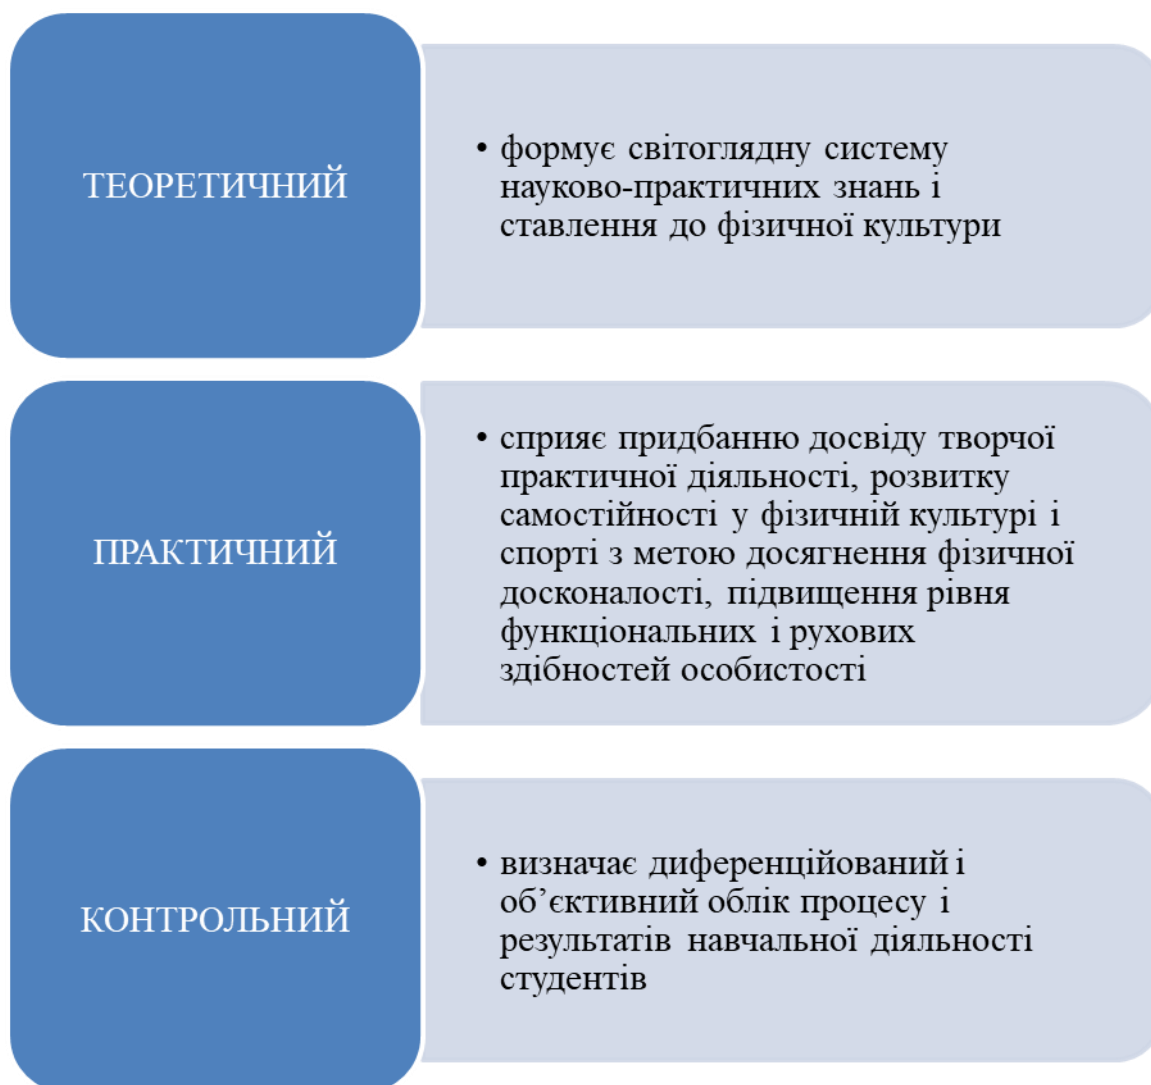 ТЕОРЕТИЧНИЙ
• формує світоглядну систему
науково-практичних знань і
ставлення до фізичної культури
ПРАКТИЧНИЙ
• сприяє придбанню досвіду творчої
практичної діяльності, розвитку
самостійності у фізичній культурі і
спорті з метою досягнення фізичної
досконалості, підвищення рівня
функціональних і рухових
здібностей особистості
КОНТРОЛЬНИЙ
• визначає диференційований і
об’єктивний облік процесу і
результатів навчальної діяльності
студентів